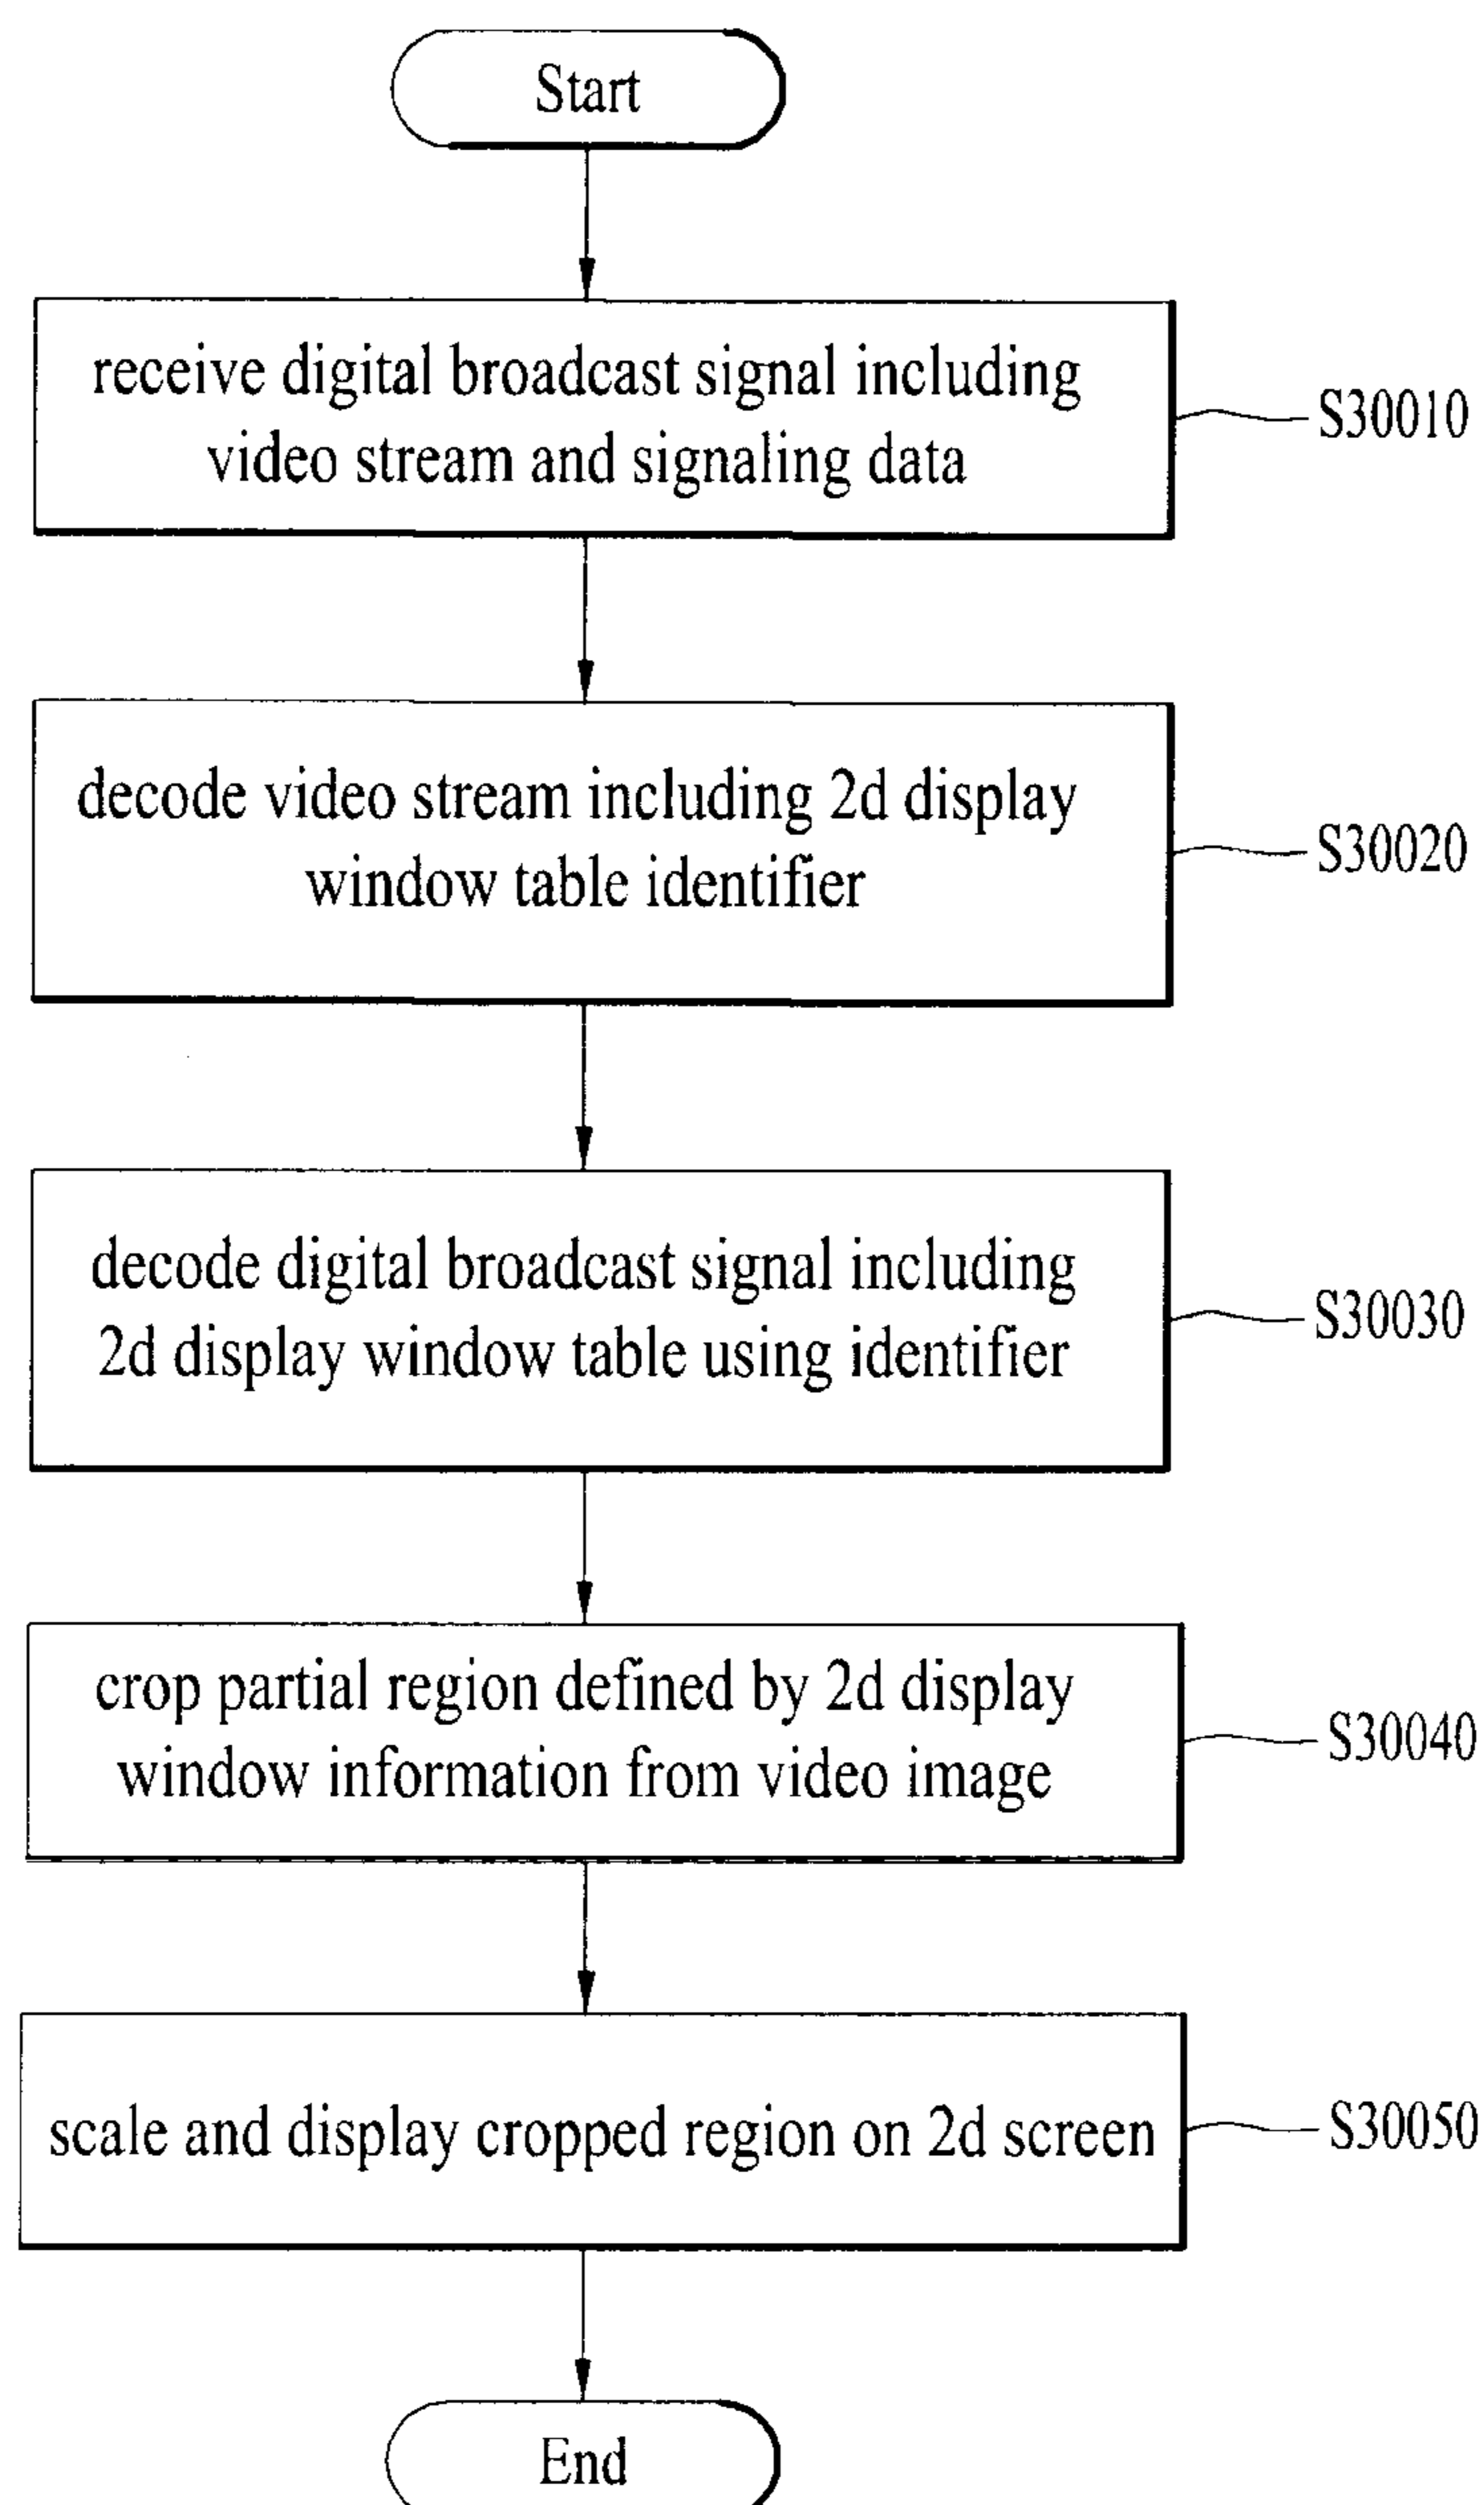 Start
receive digital broadcast signal including
video stream and signaling data
S30010
decode video stream including 2d display
window table identifier
S30020
decode digital broadcast signal including
2d display window table using identifier
S30030
crop partial region defined by 2d display
window information from video image
S30040
scale and display cropped region on 2d screen
S30050
End